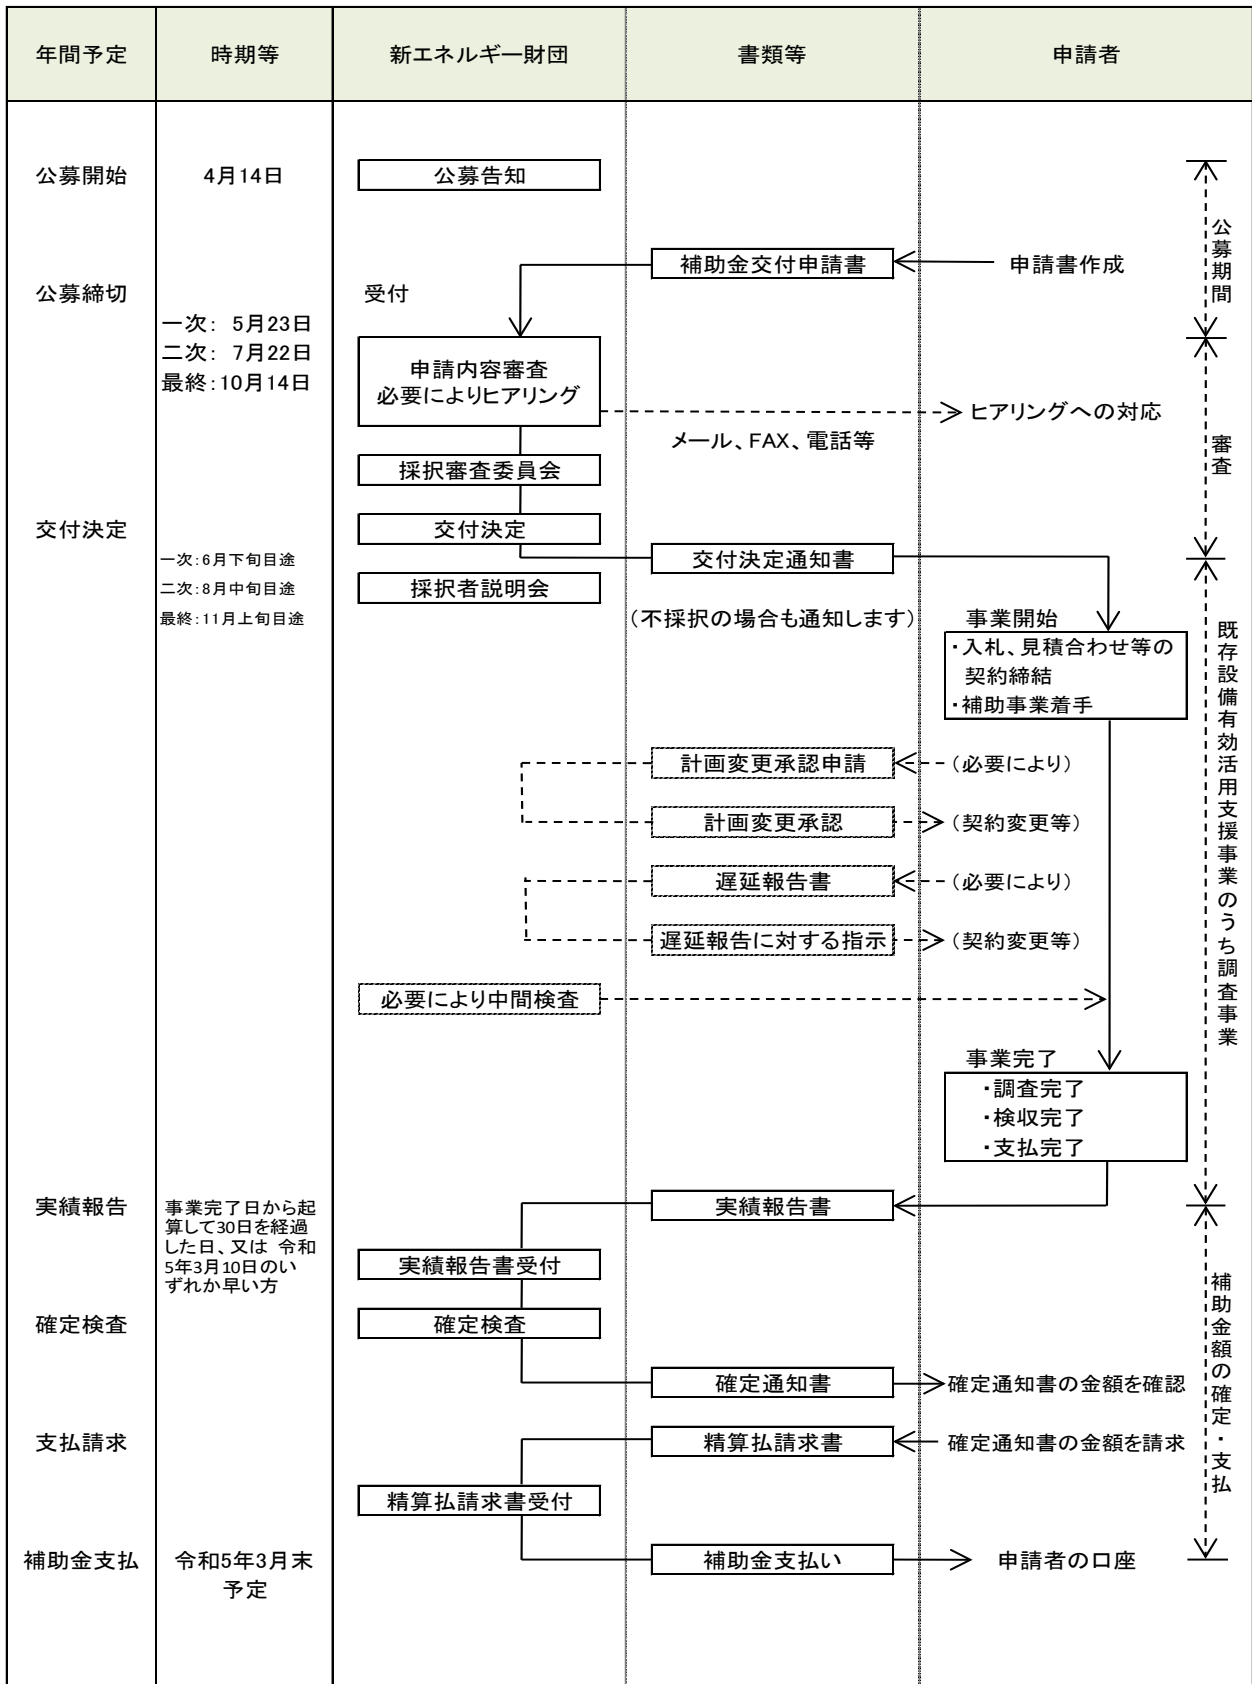 年間予定
時期等
新エネルギー財団
書類等
申請者
公募開始
4月14日
公募告知
補助金交付申請書
申請書作成
公募期間
公募締切
受付
一次: 5月23日
二次: 7月22日
最終:10月14日
申請内容審査
必要によりヒアリング
ヒアリングへの対応
メール、FAX、電話等
審査
採択審査委員会
交付決定
交付決定
一次:6月下旬目途
二次:8月中旬目途
最終:11月上旬目途
交付決定通知書
採択者説明会
(不採択の場合も通知します)
事業開始
・入札、見積合わせ等の
契約締結
・補助事業着手
既存設備有効活用支援事業のうち調査事業
計画変更承認申請
(必要により)
計画変更承認
(契約変更等)
遅延報告書
(必要により)
遅延報告に対する指示
(契約変更等)
必要により中間検査
事業完了
・調査完了
・検収完了
・支払完了
実績報告
事業完了日から起
算して30日を経過
した日、又は 令和
5年3月10日のい
ずれか早い方
実績報告書
実績報告書受付
補助金額の確定・支払
確定検査
確定検査
確定通知書
確定通知書の金額を確認
支払請求
精算払請求書
確定通知書の金額を請求
精算払請求書受付
補助金支払
令和5年3月末
予定
補助金支払い
申請者の口座